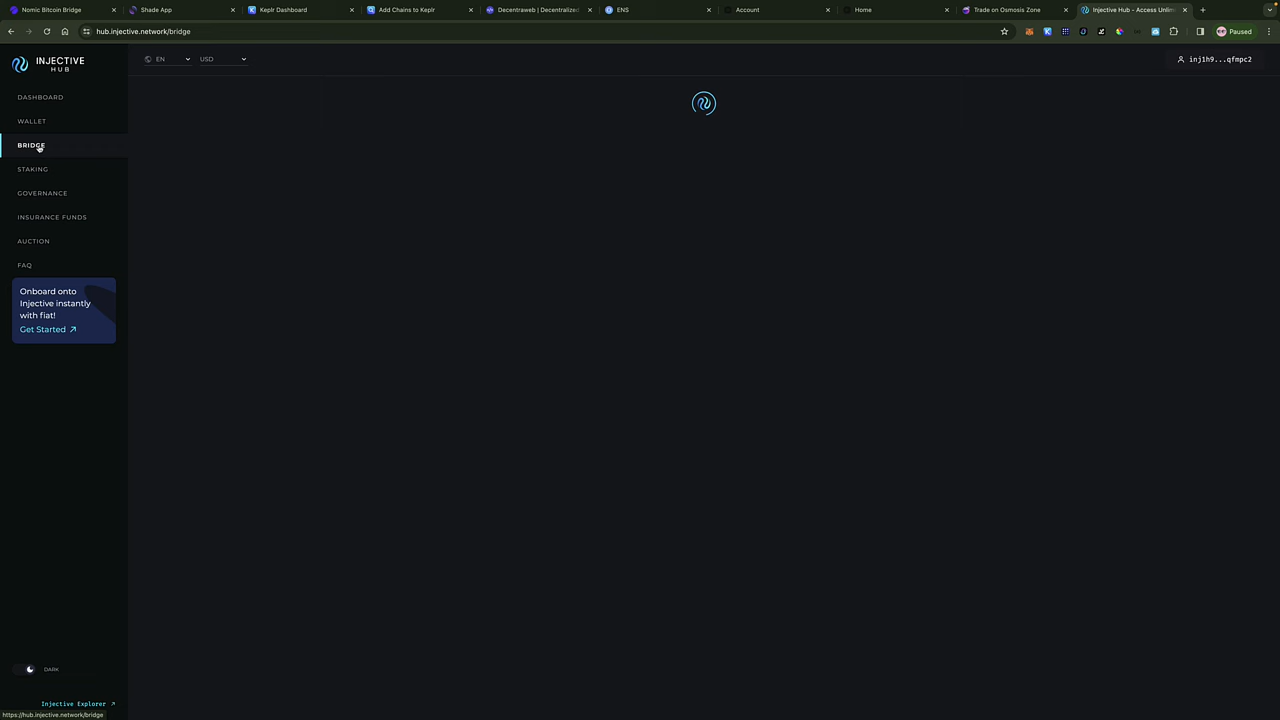 Nomic Bitcoin Bridge
Shade App
Keplr Dashboard
Add Chains to Keplr
Decentraweb | Decentralized
ENS
Account
Home
Trade on Osmosis Zone
Injective Hub - Access Unlim
hub.injective.network/bridge
Paused
INJECTIVE
HUB
EN
USD
inj1h9...qfmpc2
DASHBOARD
WALLET
BRIDGE
STAKING
GOVERNANCE
INSURANCE FUNDS
AUCTION
FAQ
Onboard onto
Injective instantly
with fiat!
Get Started
DARK
Injective Explorer
https://hub.injective.network/bridge